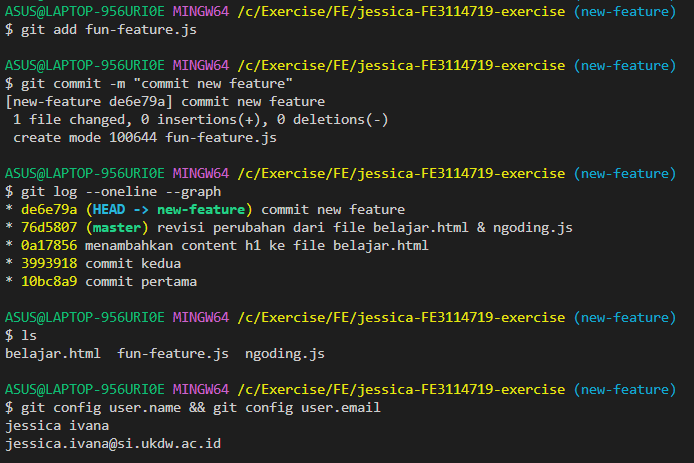 ASUS@LAPTOP-956URI0E MINGW64 /c/Exercise/FE/jessica-FE3114719-exercise (new-feature)
$ git add fun-feature.js
ASUS@LAPTOP-956URI0E MINGW64 /c/Exercise/FE/jessica-FE3114719-exercise (new-feature)
$ git commit -m "commit new feature"
[new-feature de6e79a] commit new feature
 1 file changed, 0 insertions(+), 0 deletions(-)
 create mode 100644 fun-feature.js
ASUS@LAPTOP-956URI0E MINGW64 /c/Exercise/FE/jessica-FE3114719-exercise (new-feature)
$ git log --oneline --graph
* de6e79a (HEAD -> new-feature) commit new feature
* 76d5807 (master) revisi perubahan dari file belajar.html & ngoding.js
* 0a17856 menambahkan content h1 ke file belajar.html
* 3993918 commit kedua
* 10bc8a9 commit pertama
ASUS@LAPTOP-956URI0E MINGW64 /c/Exercise/FE/jessica-FE3114719-exercise (new-feature)
$ ls
belajar.html  fun-feature.js  ngoding.js
ASUS@LAPTOP-956URI0E MINGW64 /c/Exercise/FE/jessica-FE3114719-exercise (new-feature)
$ git config user.name && git config user.email
jessica ivana
jessica.ivana@si.ukdw.ac.id